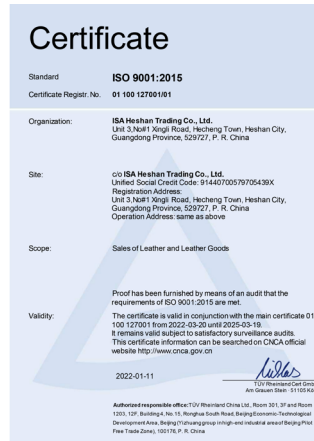 Certificate
Standard ISO 9001:2015
Certificate Registr. No. 01 100 127001/01
Organization: ISA Heshan Trading Co., Ltd.
Unit 3,No#1 Xingli Road, Hecheng Town, Heshan City,
Guangdong Province, 529727, P. R. China
Site: c/o ISA Heshan Trading Co., Ltd.
Unified Social Credit Code: 91440700579705439X
Registration Address:
Unit 3,No#1 Xingli Road, Hecheng Town, Heshan City,
Guangdong Province, 529727, P. R. China
Operation Address: same as above
Scope: Sales of Leather and Leather Goods
Proof has been furnished by means of an audit that the
requirements of ISO 9001:2015 are met.
Validity: The certificate is valid in conjunction with the main certificate 01
100 127001 from 2022-03-20 until 2025-03-19.
It remains valid subject to satisfactory surveillance audits.
This certificate information can be searched on CNCA official
website http://www.cnca.gov.cn
2022-01-11
TÜV Rheinland Cert Gmb
Am Grauen Stein · 51105 Kö
Authorized responsible office: TÜV Rheinland China Ltd., Room 301, 3F and Room
1203, 12F, Building 4, No. 15, Ronghua South Road, Beijing Economic-Technological
Development Area, Beijing (Yizhuang group in high-end industrial area of Beijing Pilot
Free Trade Zone), 100176, P. R. China